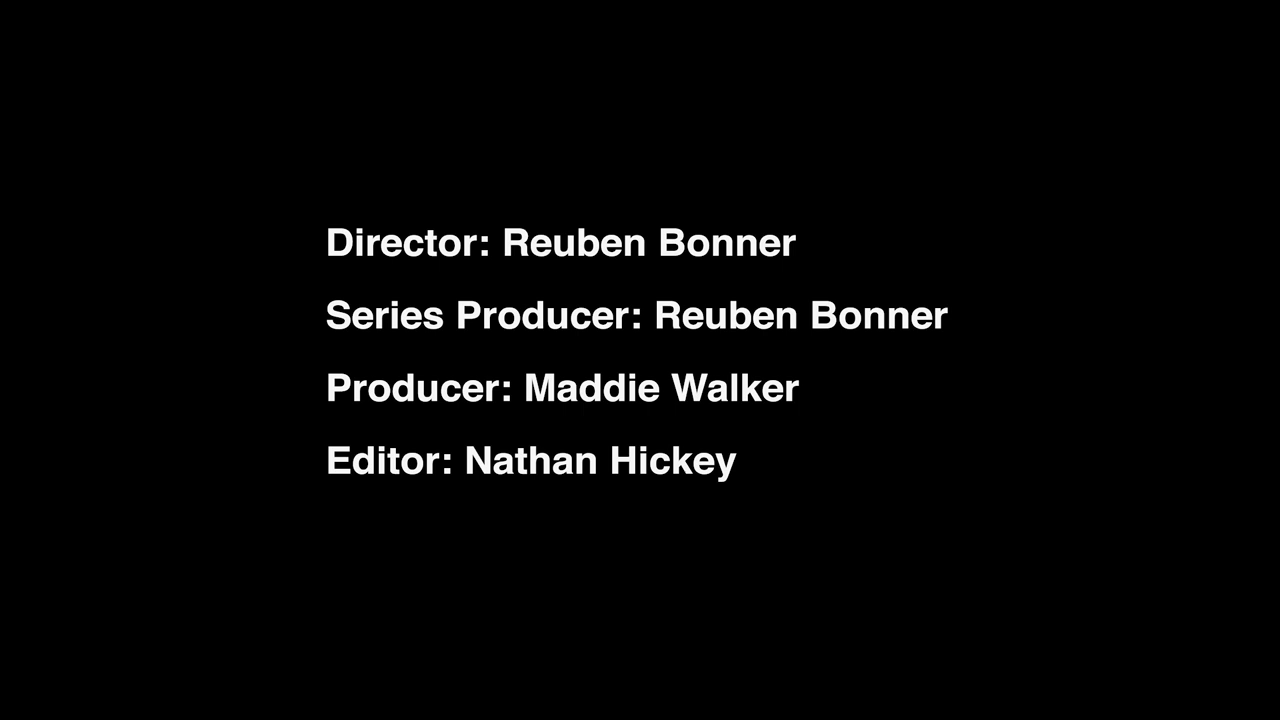 Director: Reuben Bonner
Series Producer: Reuben Bonner
Producer: Maddie Walker
Editor: Nathan Hickey